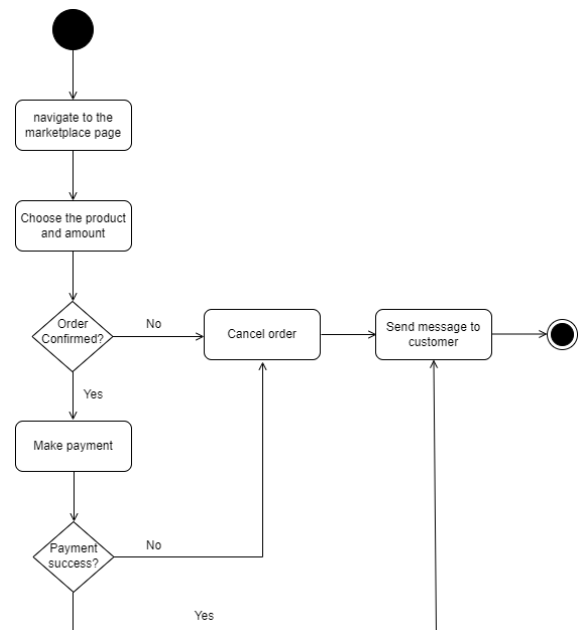 navigate to the
marketplace page
Choose the product
and amount
Order
Confirmed?
No
Cancel order
Send message to
customer
Yes
Make payment
Payment
success?
No
Yes